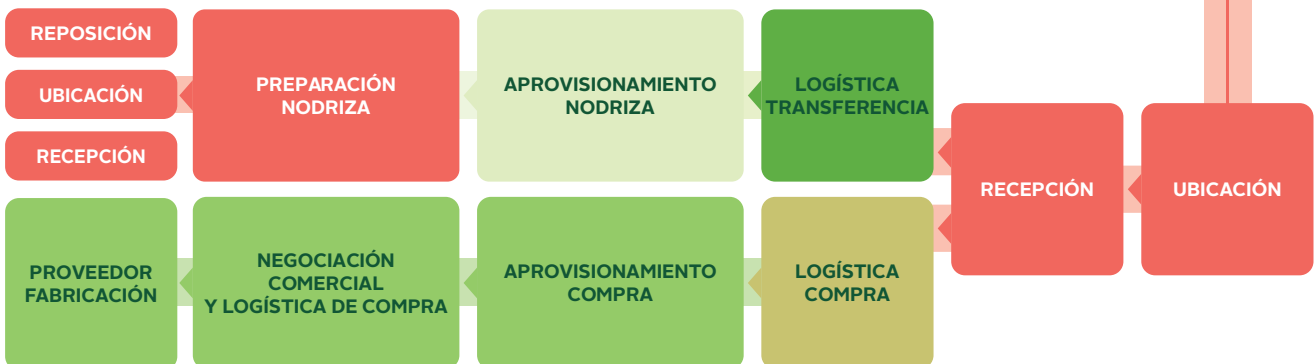 REPOSICIÓN
UBICACIÓN
RECEPCIÓN
PREPARACIÓN
NODRIZA
APROVISIONAMIENTO
NODRIZA
LOGÍSTICA
TRANSFERENCIA
RECEPCIÓN
UBICACIÓN
PROVEEDOR
FABRICACIÓN
NEGOCIACIÓN
COMERCIAL
Y LOGÍSTICA DE COMPRA
APROVISIONAMIENTO
COMPRA
LOGÍSTICA
COMPRA